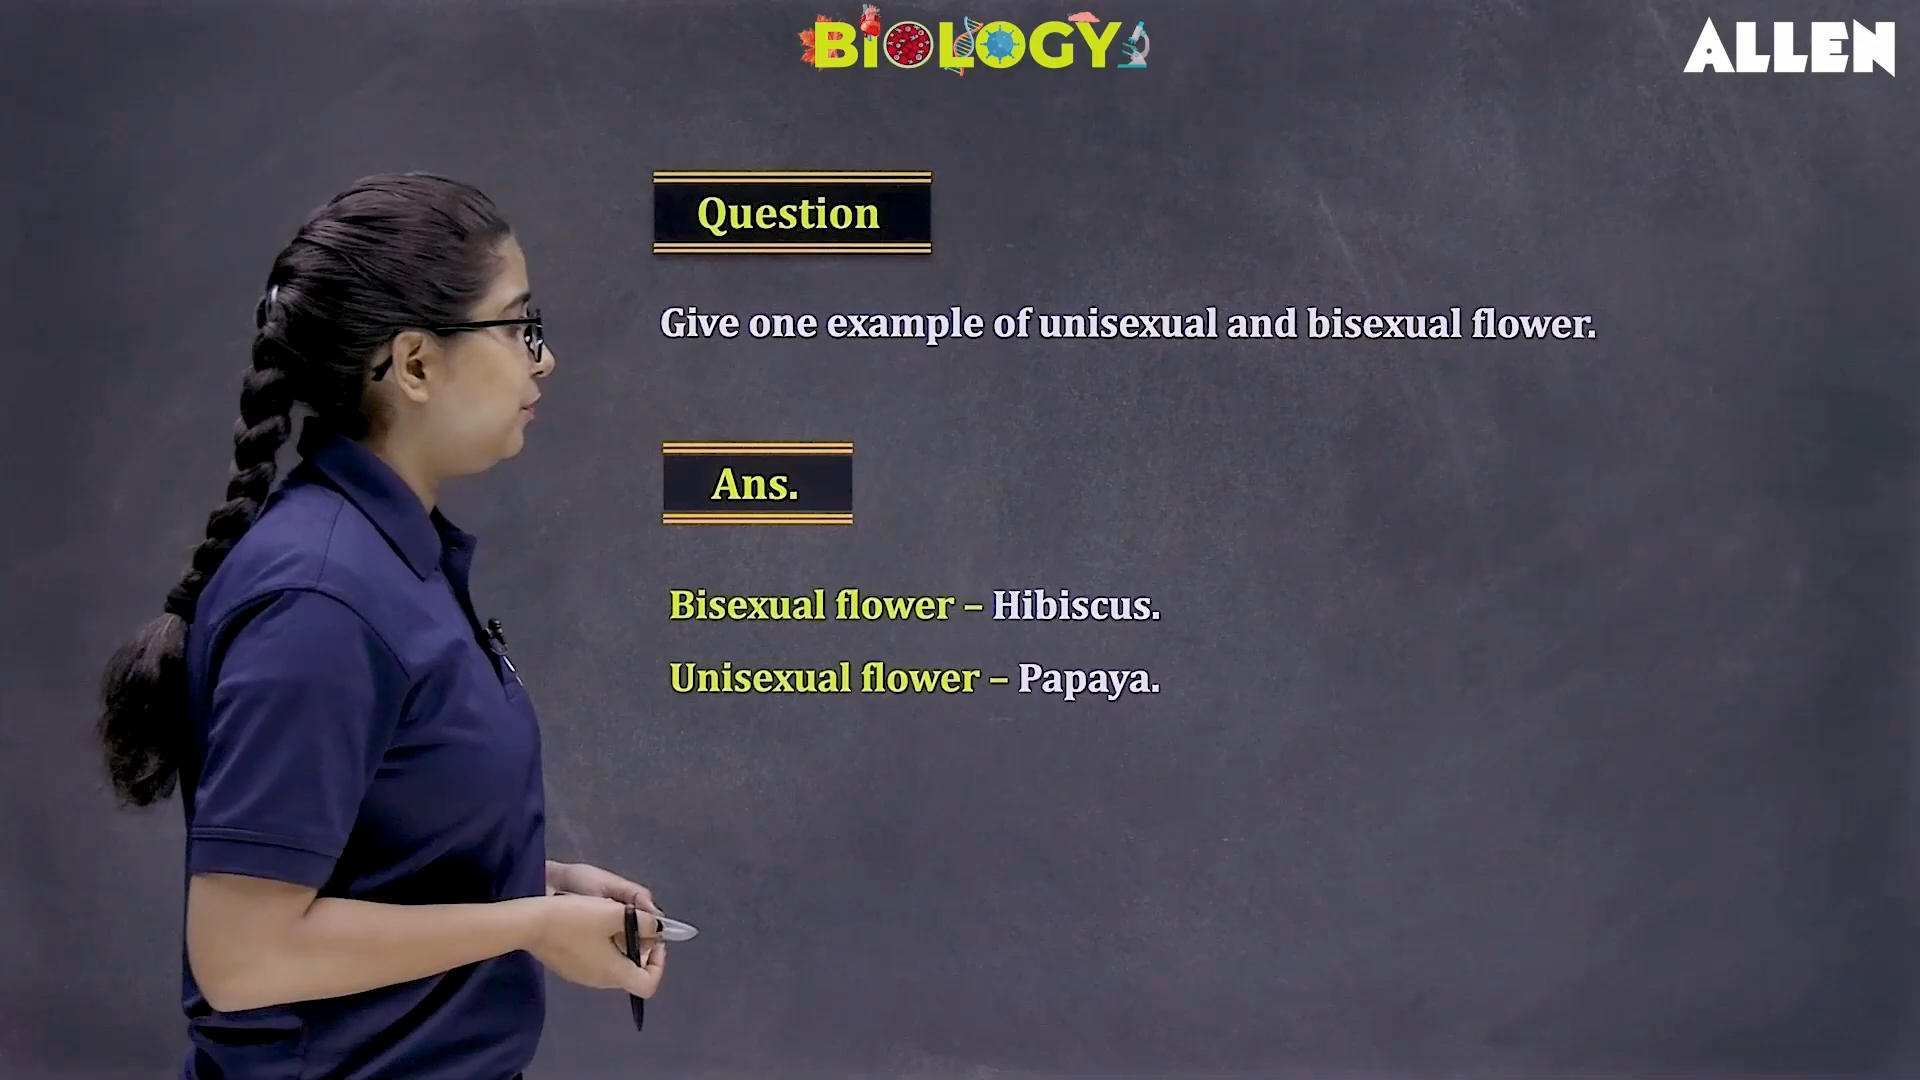 BIOLOGY
ALLEN
Question
Give one example of unisexual and bisexual flower.
Ans.
Bisexual flower – Hibiscus.
Unisexual flower – Papaya.